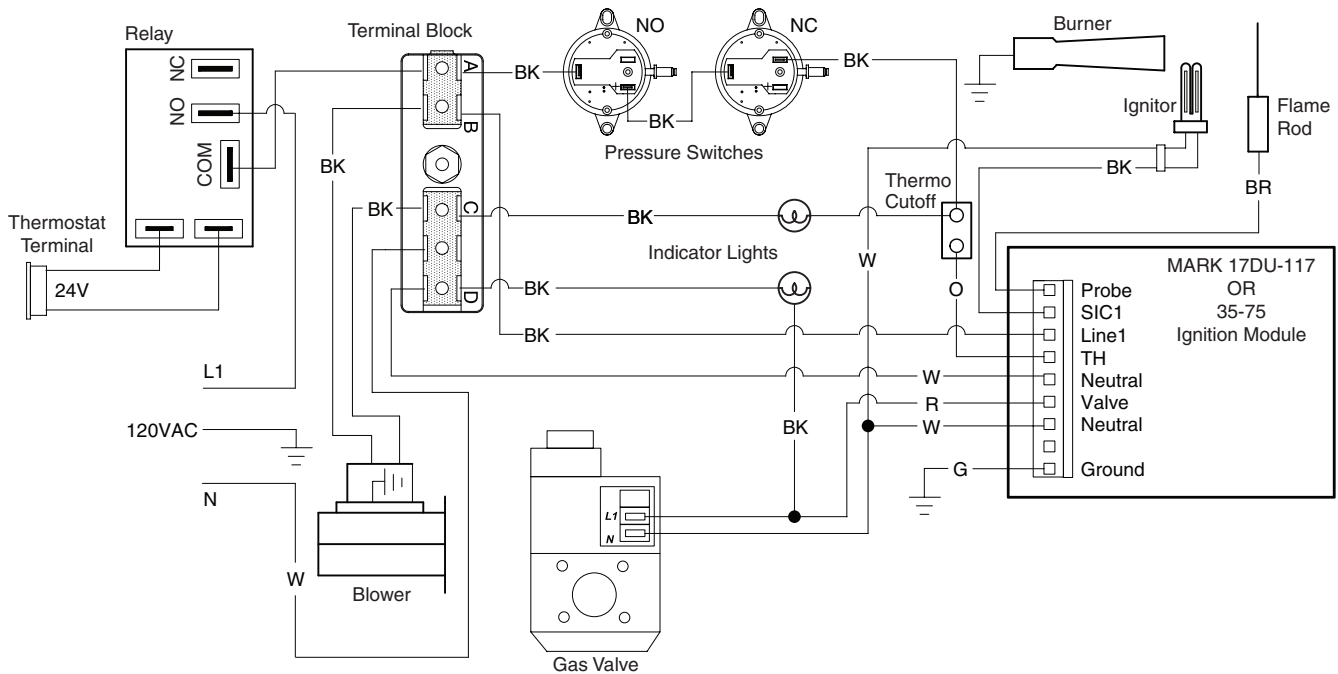 Relay
NC
NO
COM
Thermostat
Terminal
24V
L1
120VAC
N
W
Terminal Block
A
B
C
D
BK
BK
Blower
BK
NO
BK
NC
BK
Pressure Switches
BK
Indicator Lights
BK
BK
BK
L1
N
Gas Valve
Burner
Ignitor
BK
Flame
Rod
BR
Thermo
Cutoff
W
O
W
R
W
G
MARK 17DU-117
OR
35-75
Ignition Module
Probe
SIC1
Line1
TH
Neutral
Valve
Neutral
Ground